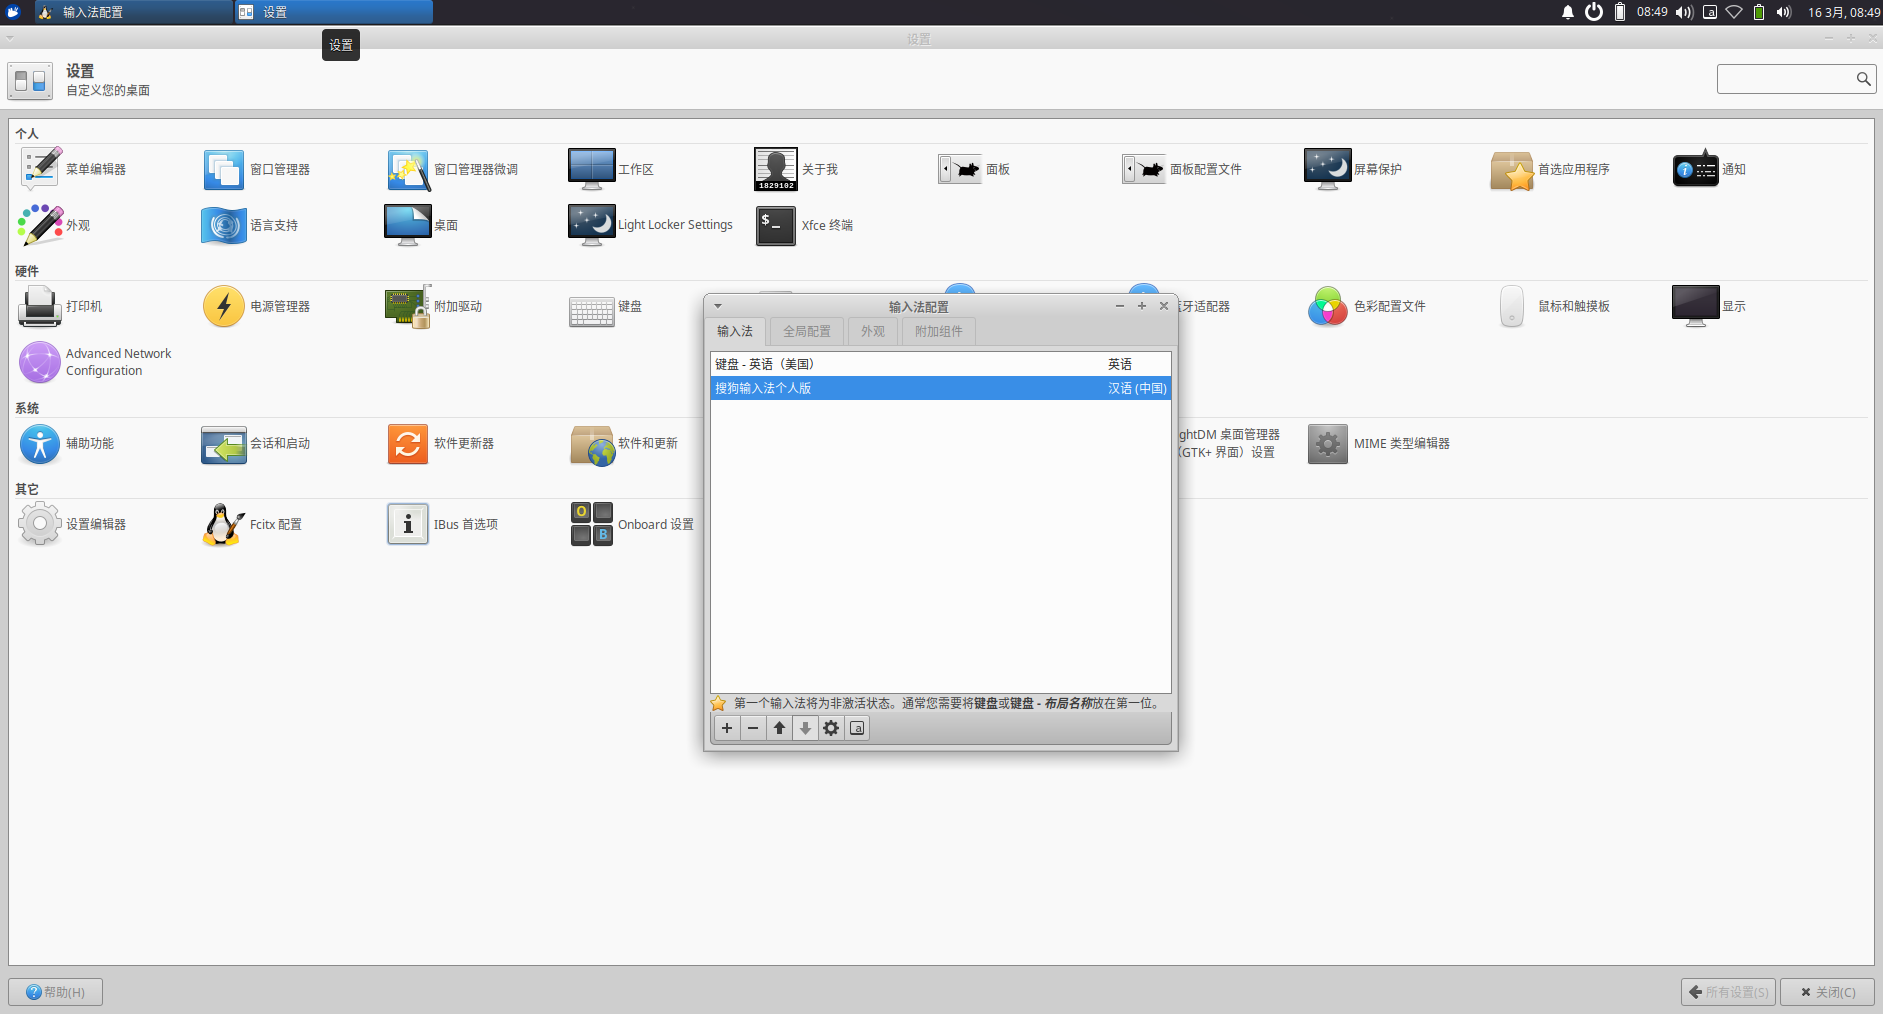 输入法配置
设置
08:49
a
16 3月, 08:49
设置
设置
设置
自定义您的桌面
个人
菜单编辑器
窗口管理器
窗口管理器微调
工作区
1829102
关于我
面板
面板配置文件
屏幕保护
首选应用程序
通知
外观
语言支持
桌面
Light Locker Settings
$_
Xfce 终端
硬件
打印机
电源管理器
附加驱动
键盘
牙适配器
色彩配置文件
鼠标和触摸板
显示
Advanced Network
Configuration
系统
辅助功能
会话和启动
软件更新器
软件和更新
ghtDM 桌面管理器
(GTK+ 界面）设置
MIME 类型编辑器
其它
设置编辑器
Fcitx 配置
IBus 首选项
O
B
Onboard 设置
输入法配置
输入法
全局配置
外观
附加组件
键盘 - 英语（美国）
英语
搜狗输入法个人版
汉语 (中国)
第一个输入法将为非激活状态。通常您需要将键盘或键盘 - 布局名称放在第一位。
a
帮助(H)
所有设置(S)
关闭(C)